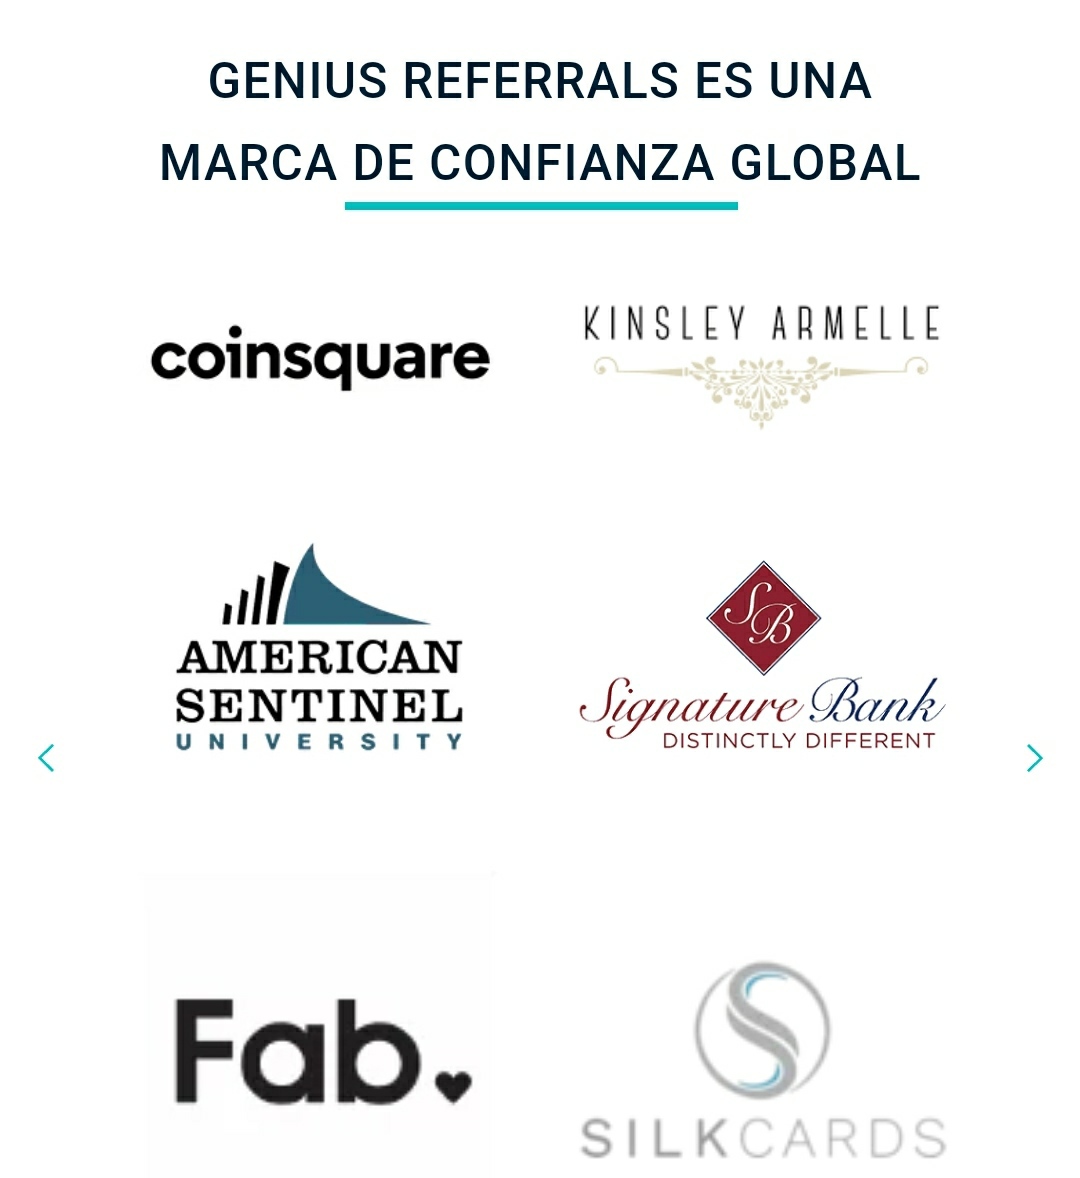 GENIUS REFERRALS ES UNA
MARCA DE CONFIANZA GLOBAL
coinsquare
KINSLEY ARMELLE
AMERICAN
SENTINEL
UNIVERSITY
SB
Signature Bank
DISTINCTLY DIFFERENT
Fab.
S
SILKCARDS